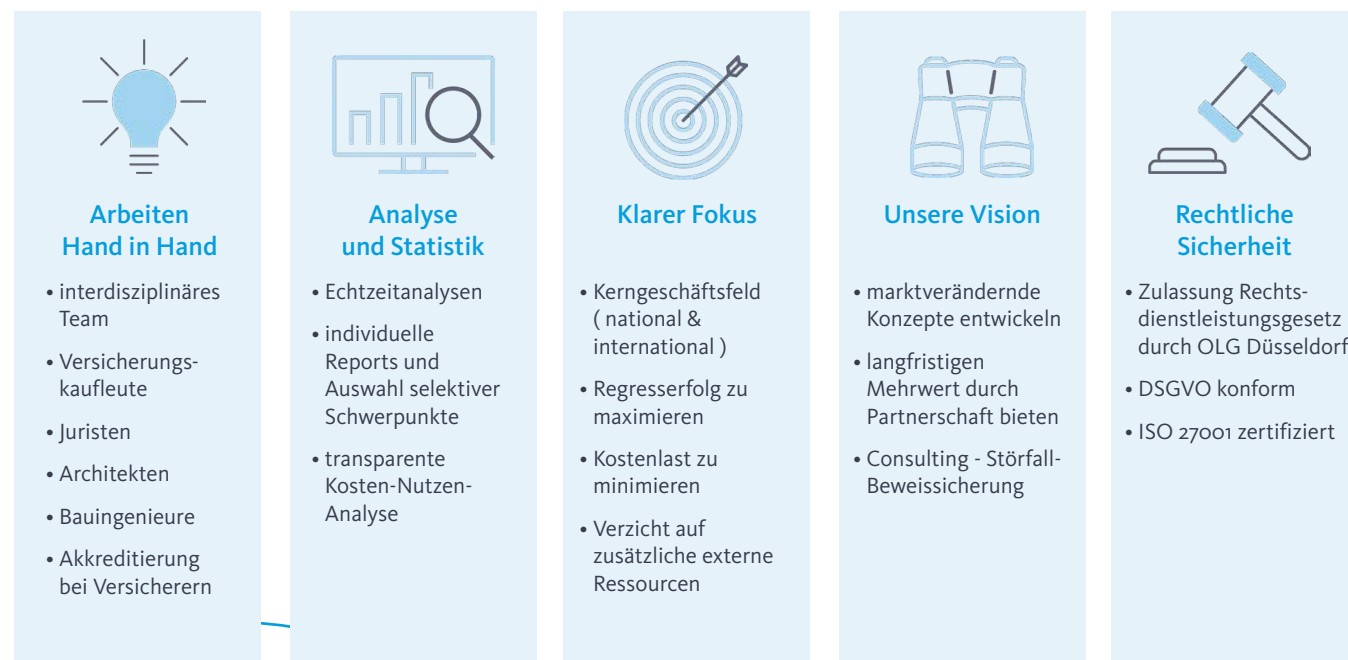 Arbeiten
Hand in Hand
• interdisziplinäres
Team
• Versicherungs-
kaufleute
• Juristen
• Architekten
• Bauingenieure
• Akkreditierung
bei Versicherern
Analyse
und Statistik
• Echtzeitanalysen
• individuelle
Reports und
Auswahl selektiver
Schwerpunkte
• transparente
Kosten-Nutzen-
Analyse
Klarer Fokus
• Kerngeschäftsfeld
( national &
international )
• Regresserfolg zu
maximieren
• Kostenlast zu
minimieren
• Verzicht auf
zusätzliche externe
Ressourcen
Unsere Vision
• marktverändernde
Konzepte entwickeln
• langfristigen
Mehrwert durch
Partnerschaft bieten
• Consulting - Störfall-
Beweissicherung
Rechtliche
Sicherheit
• Zulassung Rechts-
dienstleistungsgesetz
durch OLG Düsseldorf
• DSGVO konform
• ISO 27001 zertifiziert